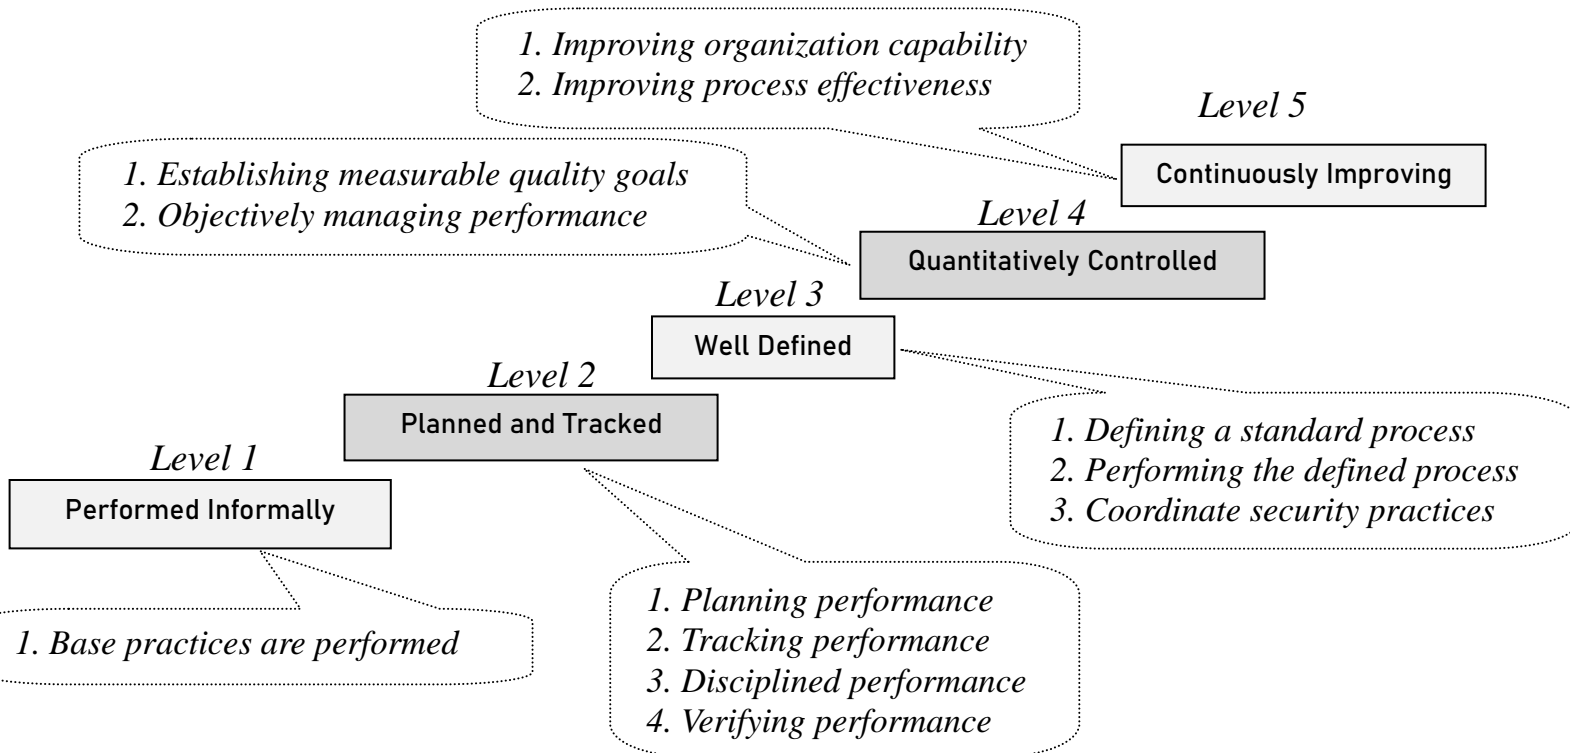 1. Improving organization capability
2. Improving process effectiveness
Level 5
Continuously Improving
1. Establishing measurable quality goals
2. Objectively managing performance
Level 4
Quantitatively Controlled
Level 3
Well Defined
1. Defining a standard process
2. Performing the defined process
3. Coordinate security practices
Level 2
Planned and Tracked
1. Planning performance
2. Tracking performance
3. Disciplined performance
4. Verifying performance
Level 1
Performed Informally
1. Base practices are performed